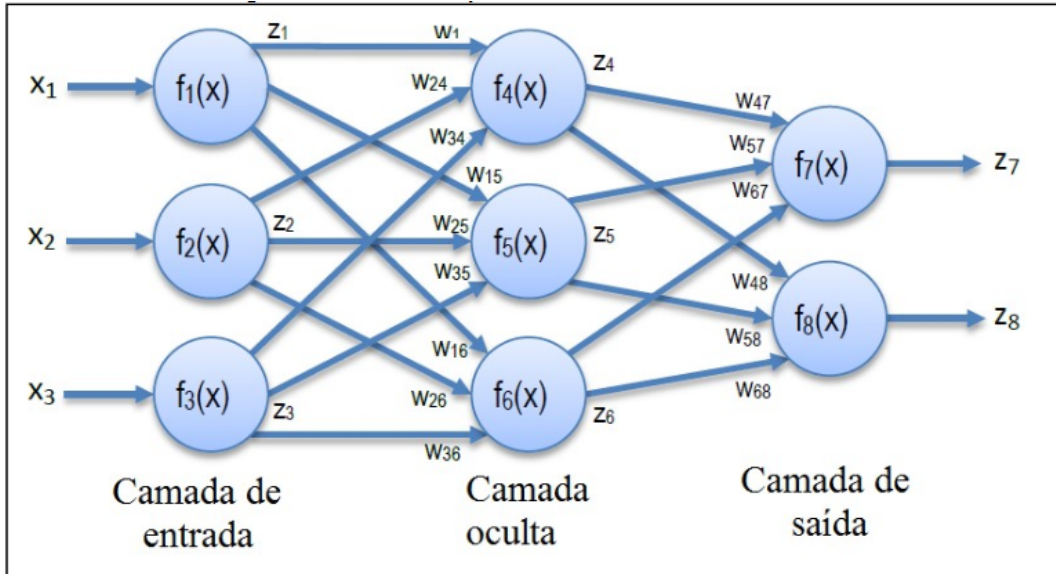 z1
w1
x1
f1(x)
w24
f4(x)
z4
w34
w47
w15
w57
f7(x)
z7
w67
x2
f2(x)
z2
w25
f5(x)
z5
w35
w48
f8(x)
z8
w16
w58
x3
f3(x)
z3
w26
f6(x)
z6
w68
w36
Camada de
entrada
Camada
oculta
Camada de
saída